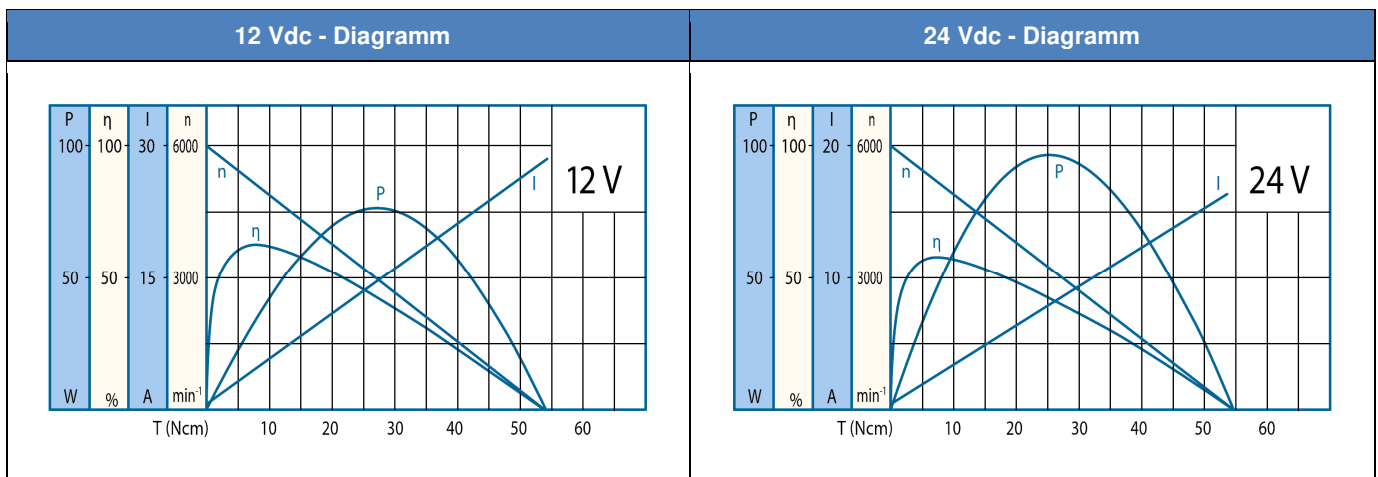 12 Vdc - Diagramm
P η I n
100 100 30 6000
n
P
I
12 V
η
50 50 15 3000
W % A min⁻¹
T (Ncm) 10 20 30 40 50 60
24 Vdc - Diagramm
P η I n
100 100 20 6000
n
P
I
24 V
η
50 50 10 3000
W % A min⁻¹
T (Ncm) 10 20 30 40 50 60